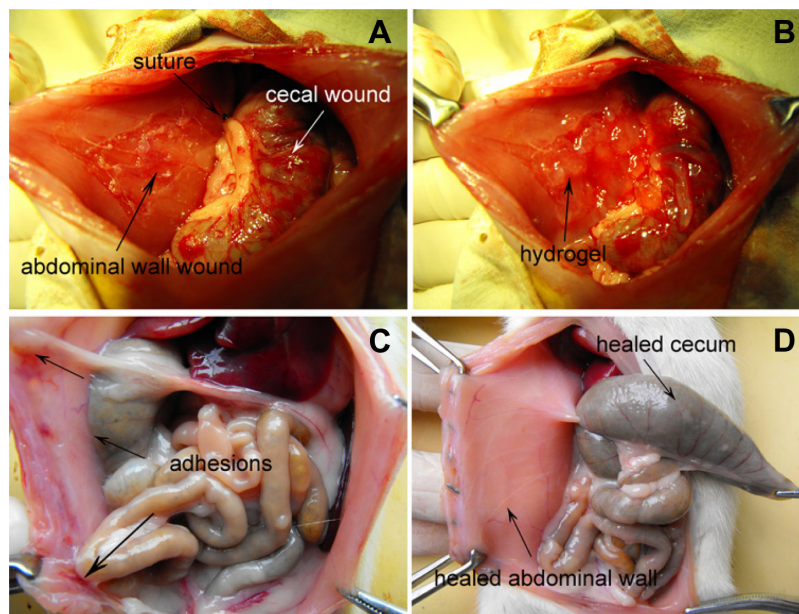 A
suture
cecal wound
abdominal wall wound
B
hydrogel
C
adhesions
D
healed cecum
healed abdominal wall